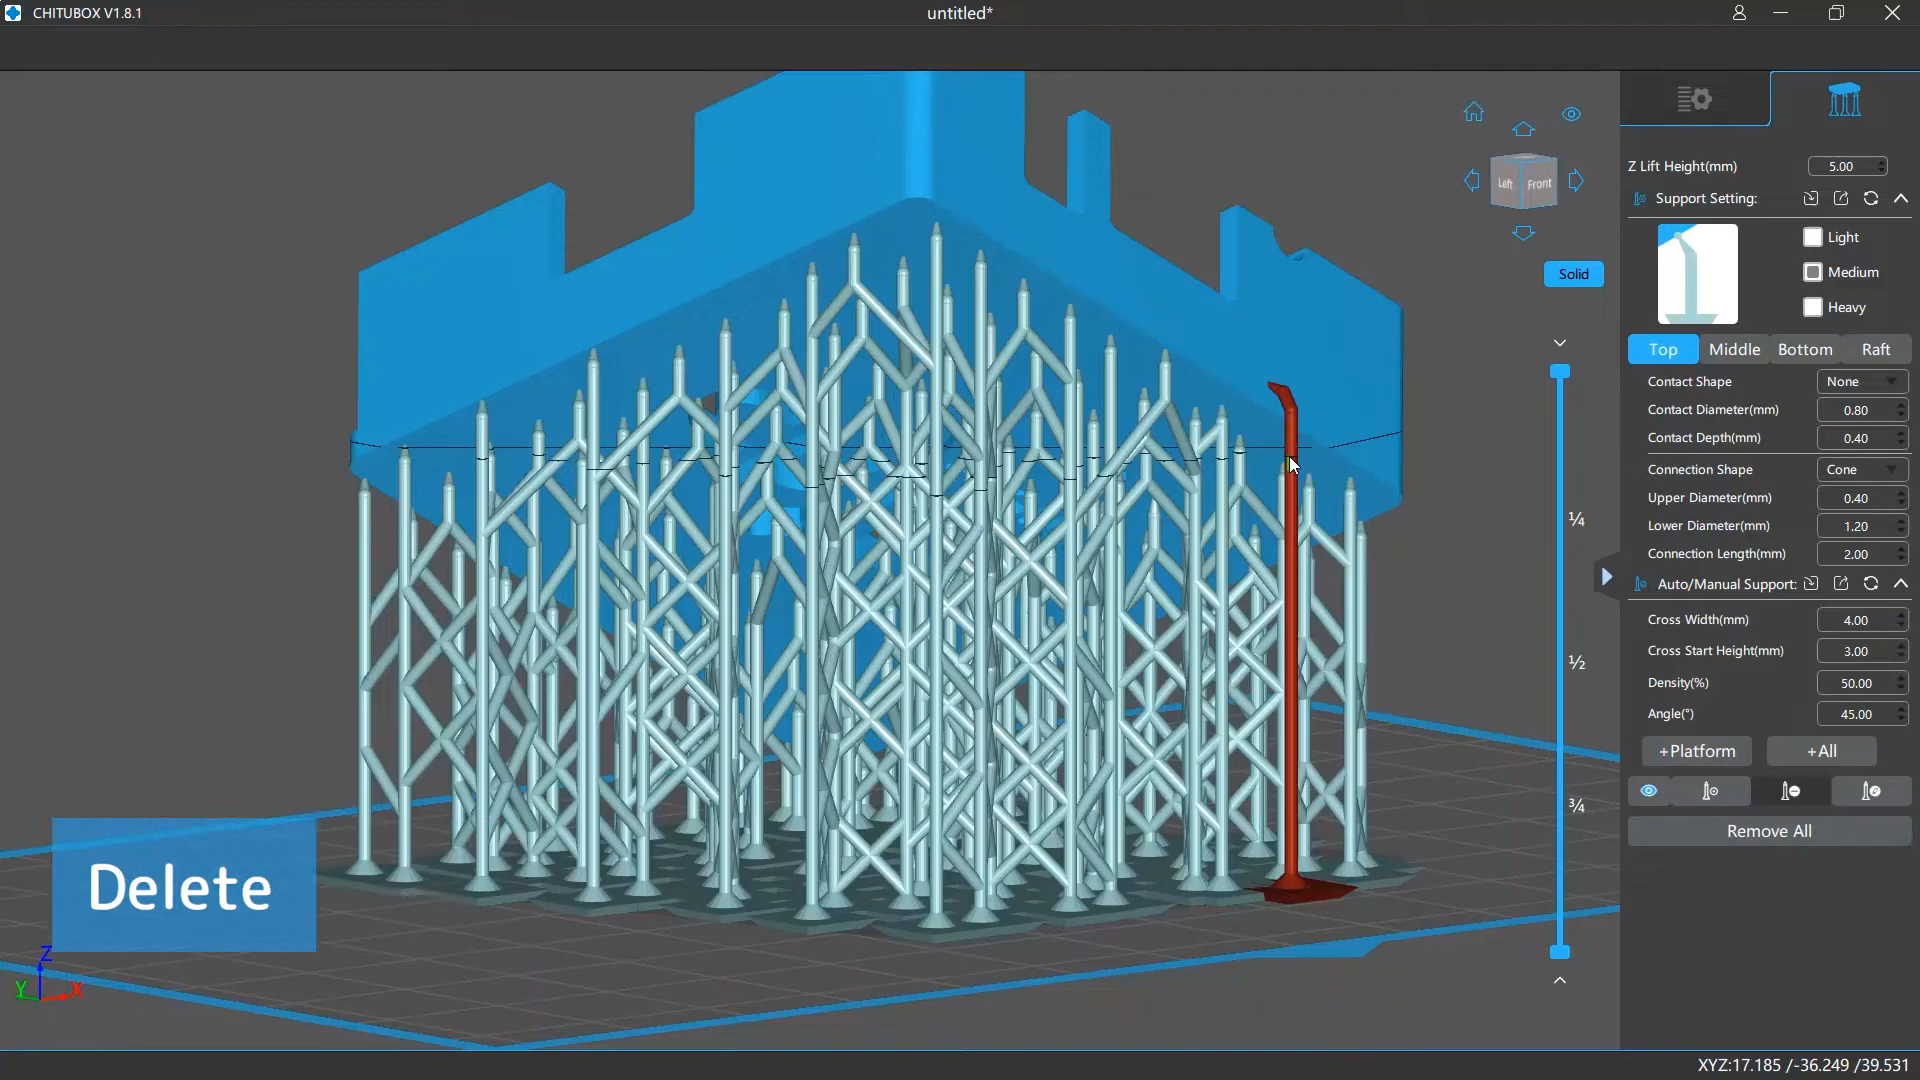 CHITUBOX V1.8.1
untitled*
Z Lift Height(mm) 5.00
Support Setting:
Light
Medium
Heavy
Left Front
Solid
Top Middle Bottom Raft
Contact Shape None
Contact Diameter(mm) 0.80
Contact Depth(mm) 0.40
Connection Shape Cone
Upper Diameter(mm) 0.40
Lower Diameter(mm) 1.20
Connection Length(mm) 2.00
Auto/Manual Support:
Cross Width(mm) 4.00
Cross Start Height(mm) 3.00
Density(%) 50.00
Angle(°) 45.00
+Platform +All
Remove All
¼
½
¾
Delete
Z
Y X
XYZ:17.185 /-36.249 /39.531